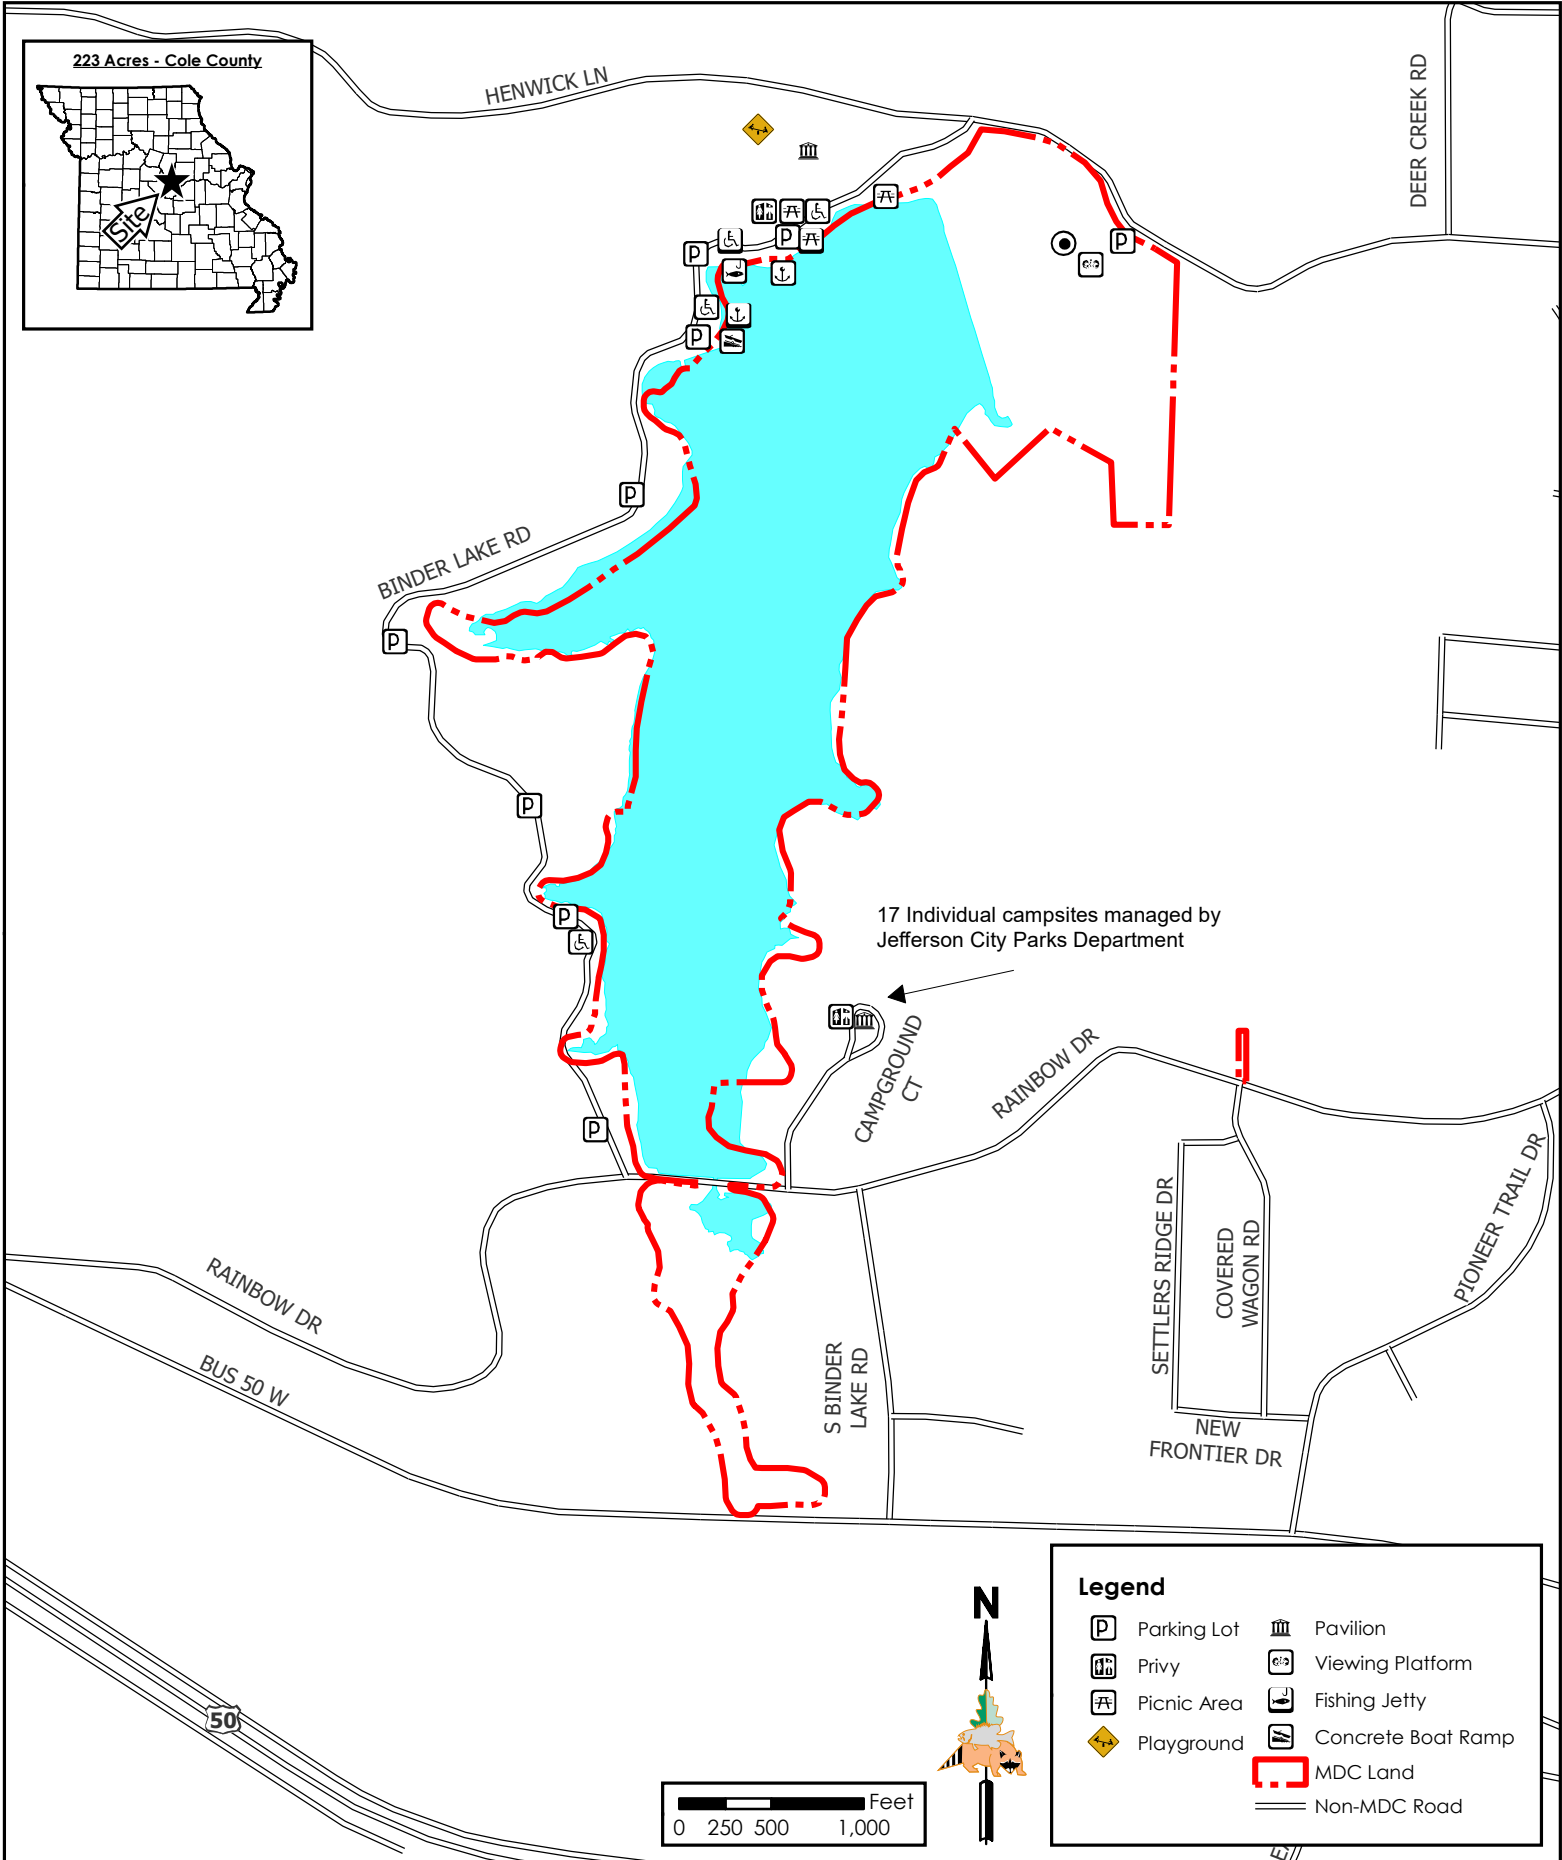 223 Acres - Cole County
Site
HENWICK LN
DEER CREEK RD
P
P
P
P
P
BINDER LAKE RD
P
P
P
17 Individual campsites managed by
Jefferson City Parks Department
CAMPGROUND
CT
RAINBOW DR
P
SETTLERS RIDGE DR
COVERED
WAGON RD
PIONEER TRAIL DR
RAINBOW DR
BUS 50 W
S BINDER
LAKE RD
NEW
FRONTIER DR
50
N
Feet
0 250 500 1,000
Legend
P Parking Lot
Privy
Picnic Area
Playground
Pavilion
Viewing Platform
Fishing Jetty
Concrete Boat Ramp
MDC Land
Non-MDC Road